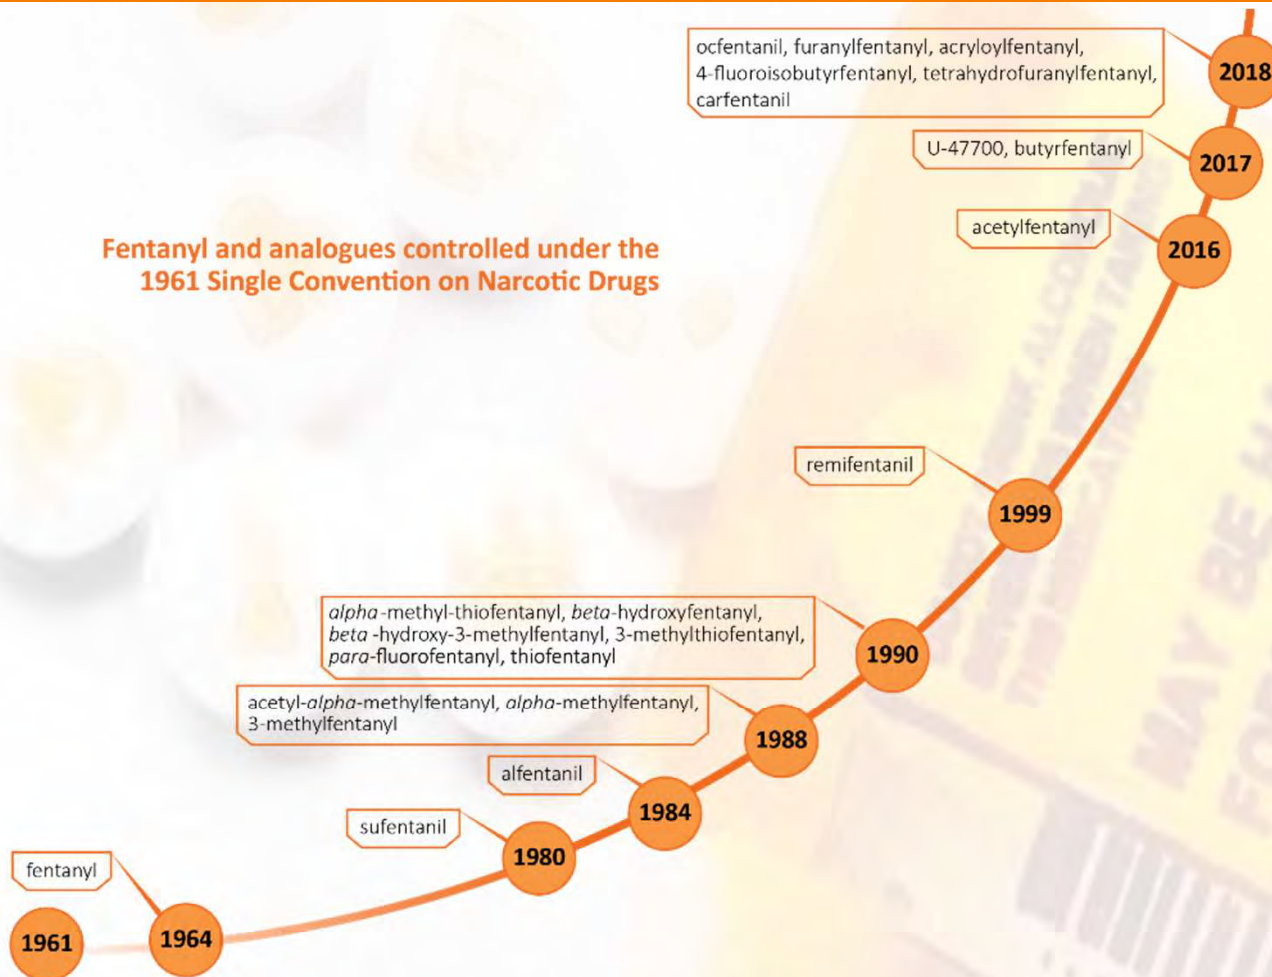 ocfentanil, furanylfentanyl, acryloylfentanyl,
4-fluoroisobutyrfentanyl, tetrahydrofuranylfentanyl,
carfentanil
2018
U-47700, butyrfentanyl
2017
acetylfentanyl
2016
Fentanyl and analogues controlled under the
1961 Single Convention on Narcotic Drugs
remifentanil
1999
alpha-methyl-thiofentanyl, beta-hydroxyfentanyl,
beta -hydroxy-3-methylfentanyl, 3-methylthiofentanyl,
para-fluorofentanyl, thiofentanyl
1990
acetyl-alpha-methylfentanyl, alpha-methylfentanyl,
3-methylfentanyl
1988
alfentanil
1984
sufentanil
1980
fentanyl
1964
1961
MAY BE